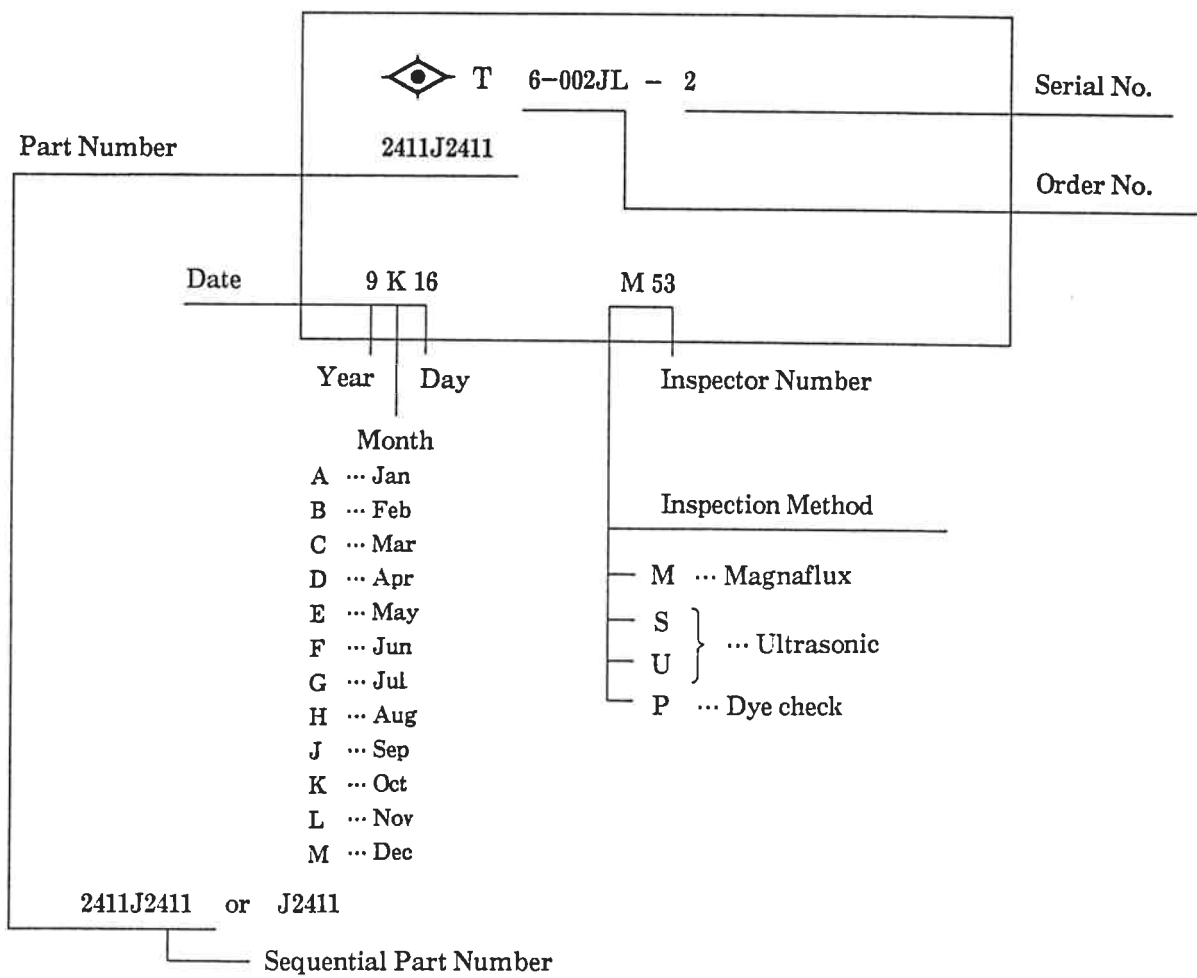 T 6-002JL - 2
Serial No.
Part Number
2411J2411
Order No.
Date
9 K 16
M 53
Year
Day
Inspector Number
Month
A ... Jan
B ... Feb
C ... Mar
D ... Apr
E ... May
F ... Jun
G ... Jul
H ... Aug
J ... Sep
K ... Oct
L ... Nov
M ... Dec
Inspection Method
M ... Magnaflux
S
U
... Ultrasonic
P ... Dye check
2411J2411 or J2411
Sequential Part Number